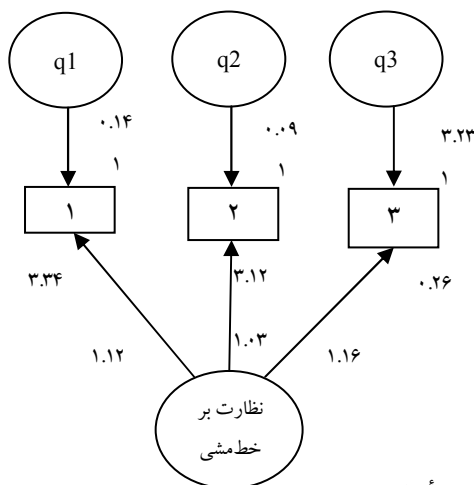 q1 q2 q3
۰.۱۴ ۰.۰۹ ۳.۲۳
۱ ۱ ۱
۱ ۲ ۳
۳.۳۴ ۳.۱۲ ۰.۲۶
۱.۱۲ ۱.۰۳ ۱.۱۶
نظارت بر
خط‌مشی